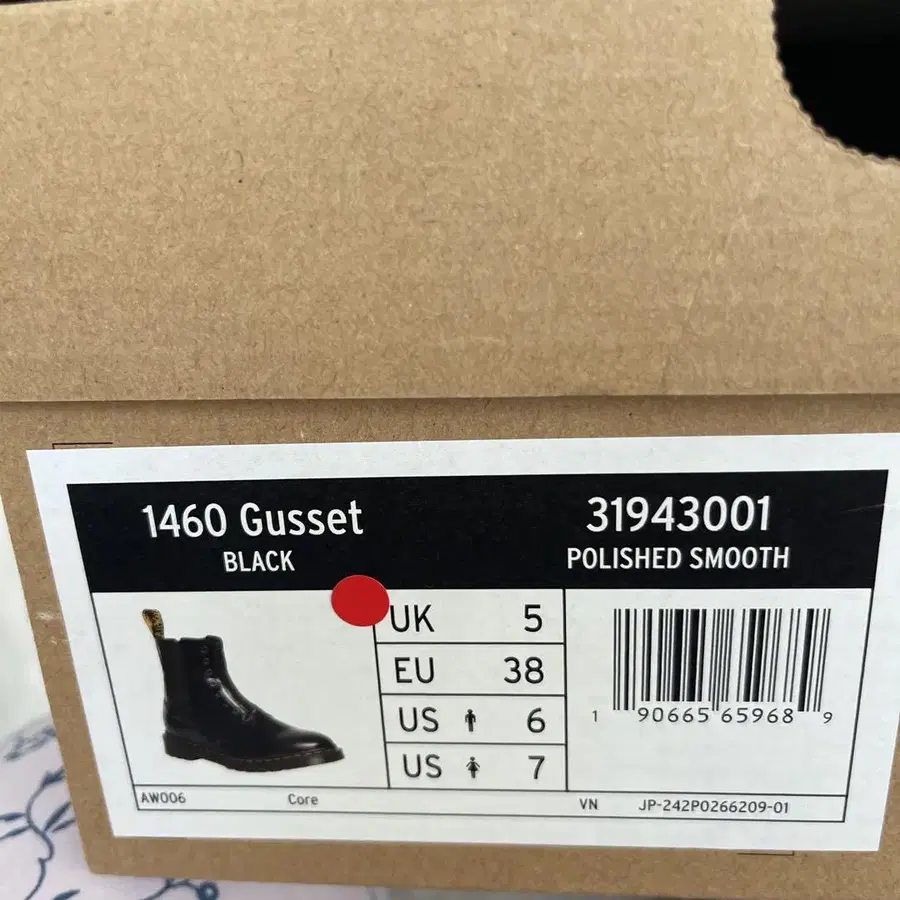 1460 Gusset
BLACK
31943001
POLISHED SMOOTH
UK 5
EU 38
US 6
US 7
1 90665 65968 9
AW006 Core VN JP-242P0266209-01